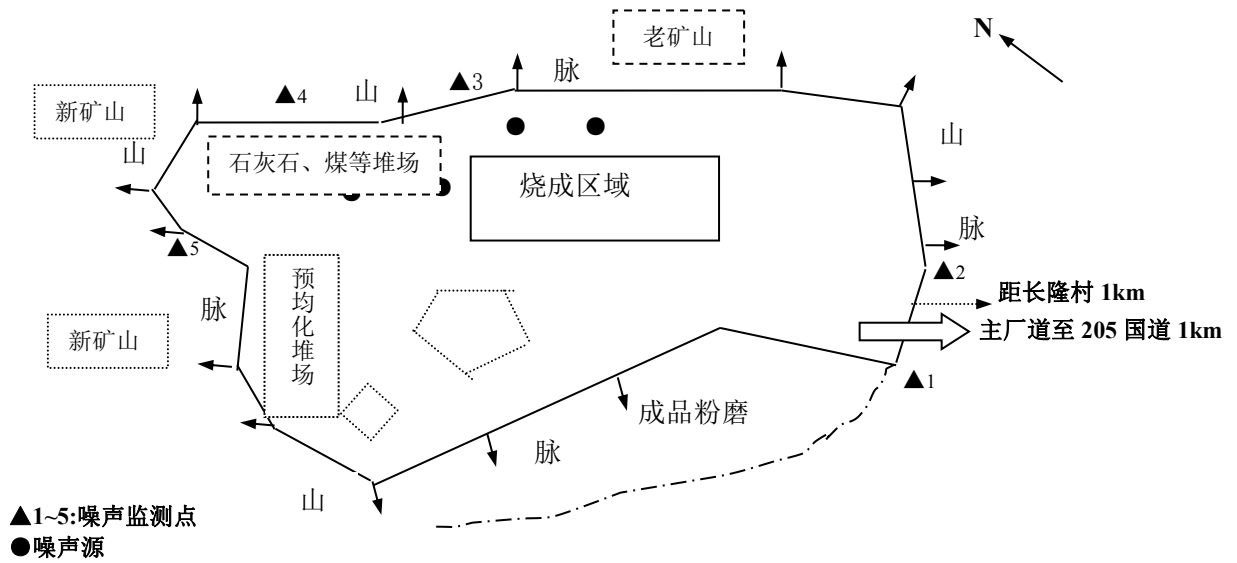 老矿山
N
脉
▲3
山
▲4
新矿山
山
山
石灰石、煤等堆场
烧成区域
脉
▲2
▲5
预均化堆场
脉
距长隆村 1km
主厂道至 205 国道 1km
新矿山
▲1
成品粉磨
脉
山
▲1~5:噪声监测点
●噪声源